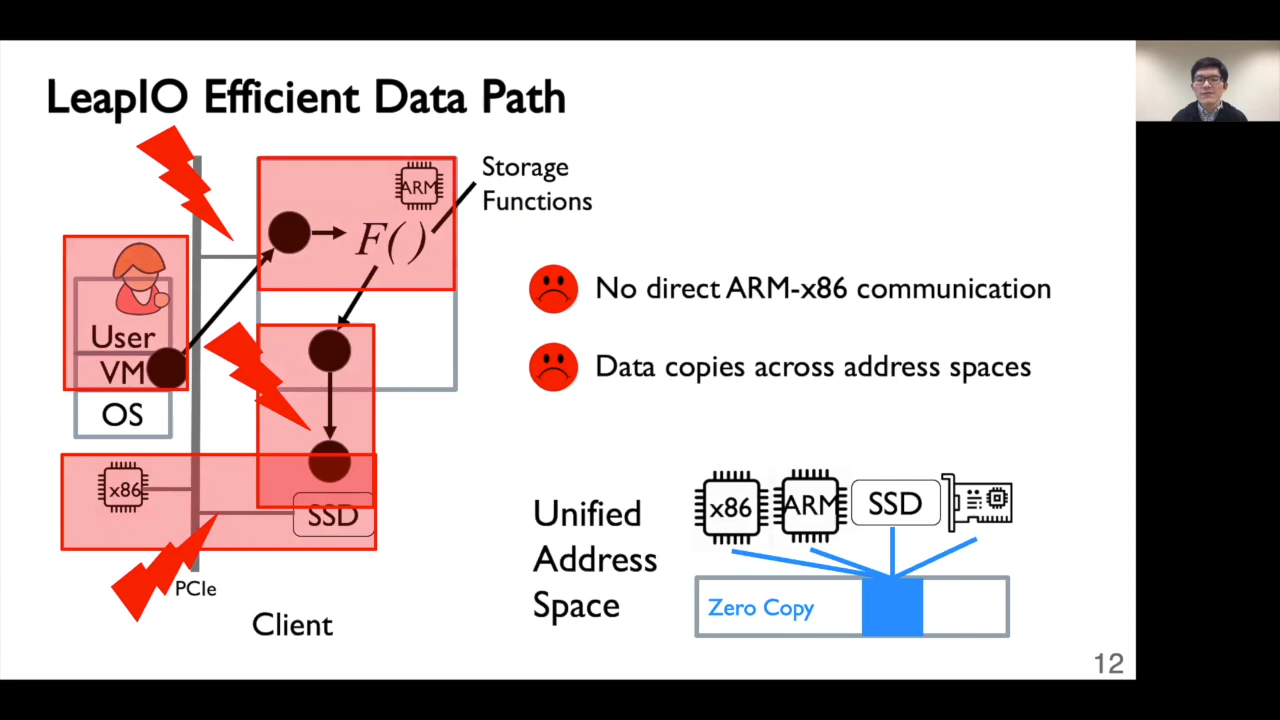 LeapIO Efficient Data Path
Storage
Functions
ARM
F()
User
VM
OS
x86
SSD
PCIe
Client
No direct ARM-x86 communication
Data copies across address spaces
Unified
Address
Space
x86
ARM
SSD
Zero Copy
12